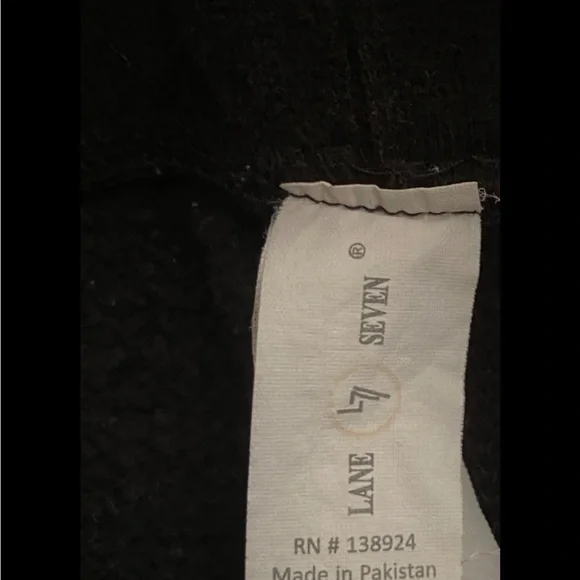 LANE L7 SEVEN ®
RN # 138924
Made in Pakistan